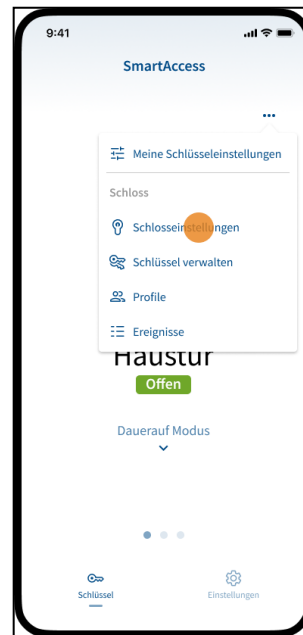 9:41
SmartAccess
Meine Schlüsseleinstellungen
Schloss
Schlosseinstellungen
Schlüssel verwalten
Profile
Ereignisse
Haustür
Offen
Dauerauf Modus
Schlüssel
Einstellungen